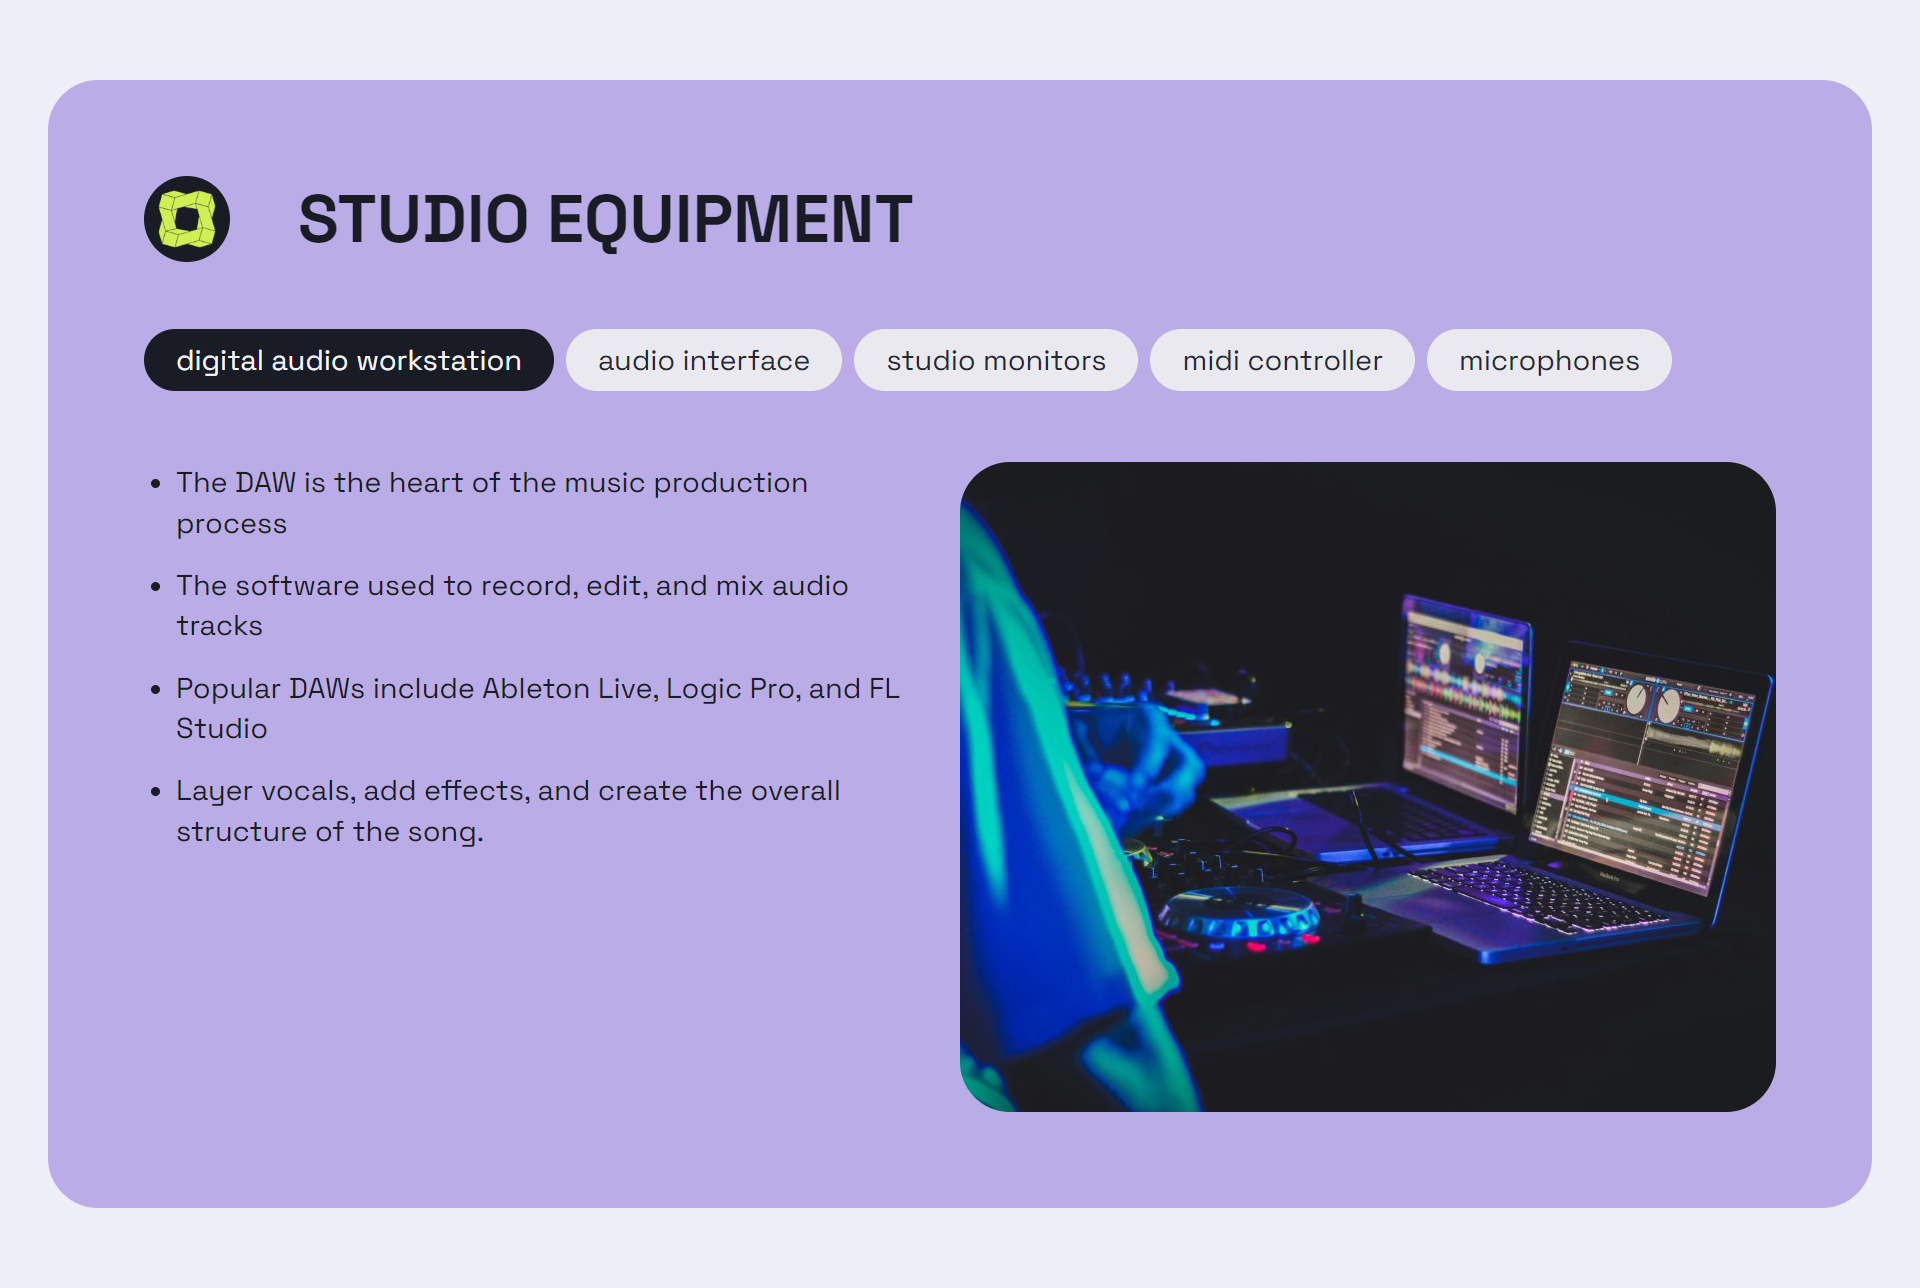 STUDIO EQUIPMENT
digital audio workstation
audio interface
studio monitors
midi controller
microphones
The DAW is the heart of the music production
process
The software used to record, edit, and mix audio
tracks
Popular DAWs include Ableton Live, Logic Pro, and FL
Studio
Layer vocals, add effects, and create the overall
structure of the song.